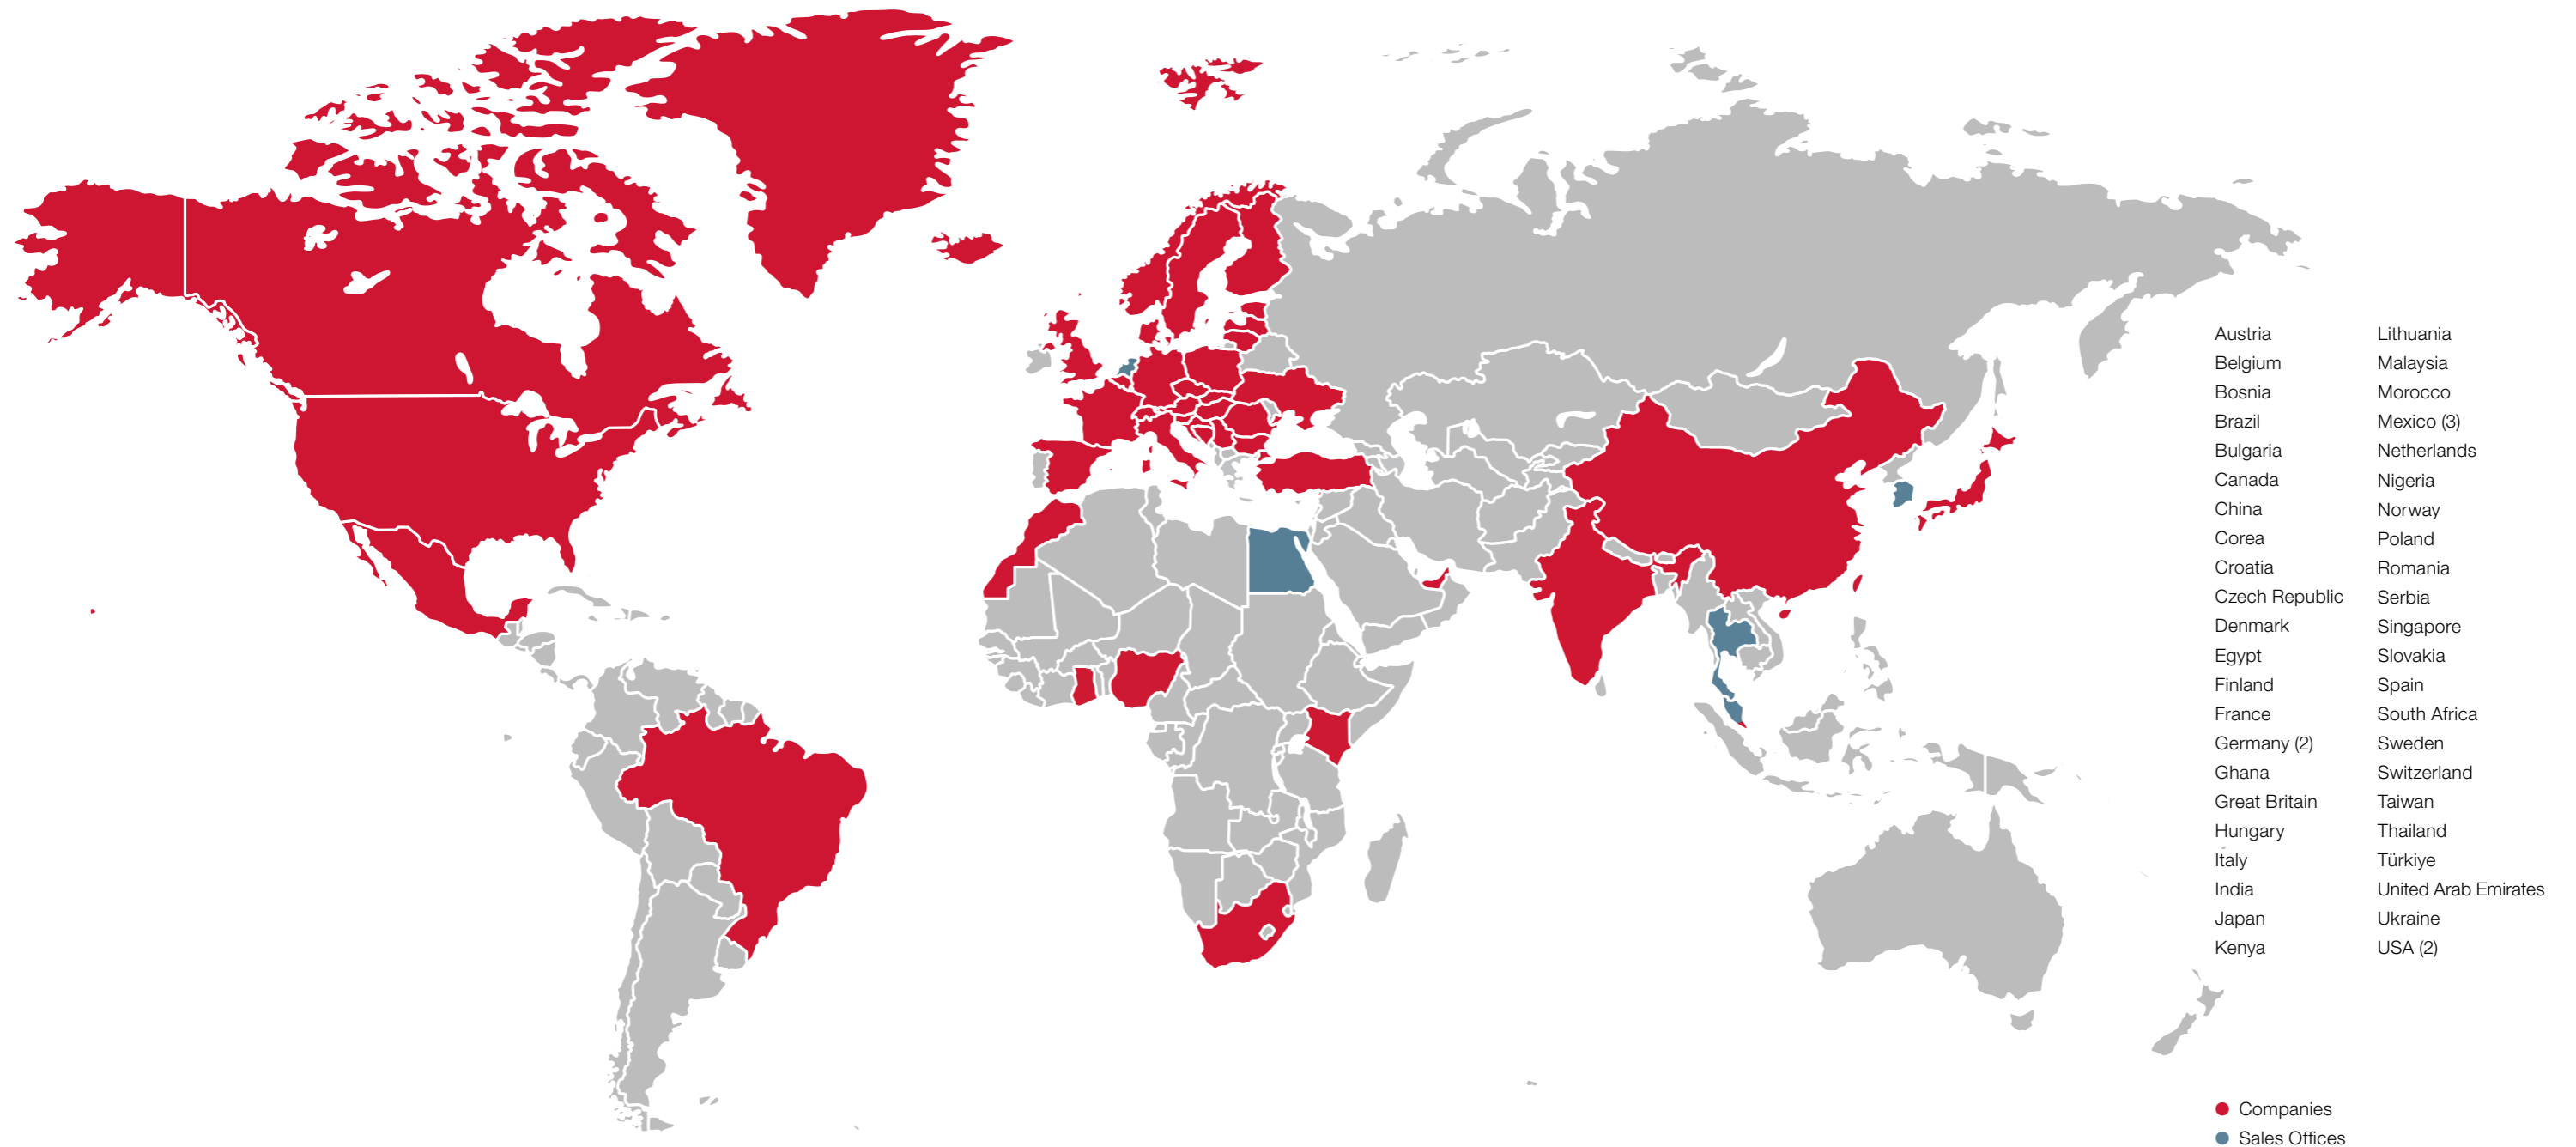 Austria
Belgium
Bosnia
Brazil
Bulgaria
Canada
China
Corea
Croatia
Czech Republic
Denmark
Egypt
Finland
France
Germany (2)
Ghana
Great Britain
Hungary
Italy
India
Japan
Kenya
Lithuania
Malaysia
Morocco
Mexico (3)
Netherlands
Nigeria
Norway
Poland
Romania
Serbia
Singapore
Slovakia
Spain
South Africa
Sweden
Switzerland
Taiwan
Thailand
Türkiye
United Arab Emirates
Ukraine
USA (2)
Companies
Sales Offices